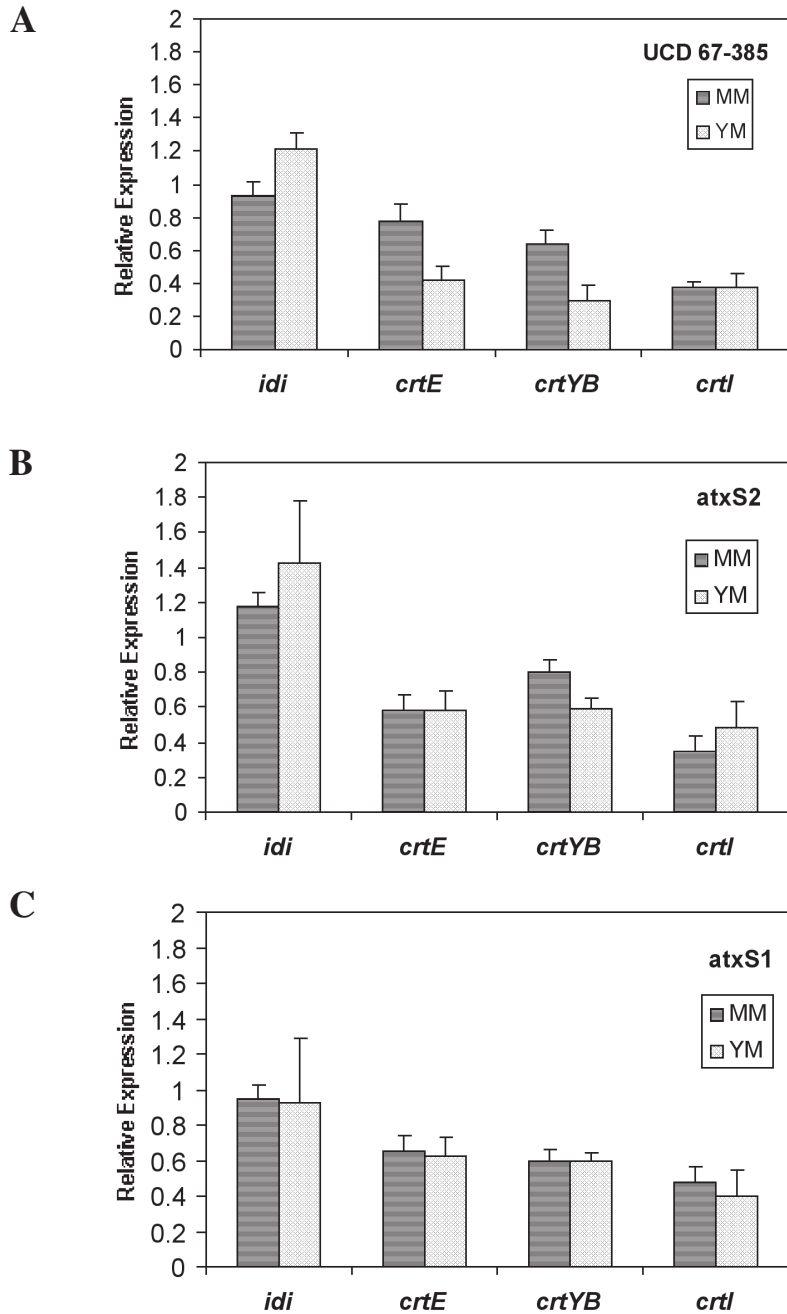 A
Relative Expression
2
1.8
1.6
1.4
1.2
1
0.8
0.6
0.4
0.2
0
UCD 67-385
MM
YM
idi crtE crtYB crtI
B
Relative Expression
2
1.8
1.6
1.4
1.2
1
0.8
0.6
0.4
0.2
0
atxS2
MM
YM
idi crtE crtYB crtI
C
Relative Expression
2
1.8
1.6
1.4
1.2
1
0.8
0.6
0.4
0.2
0
atxS1
MM
YM
idi crtE crtYB crtI